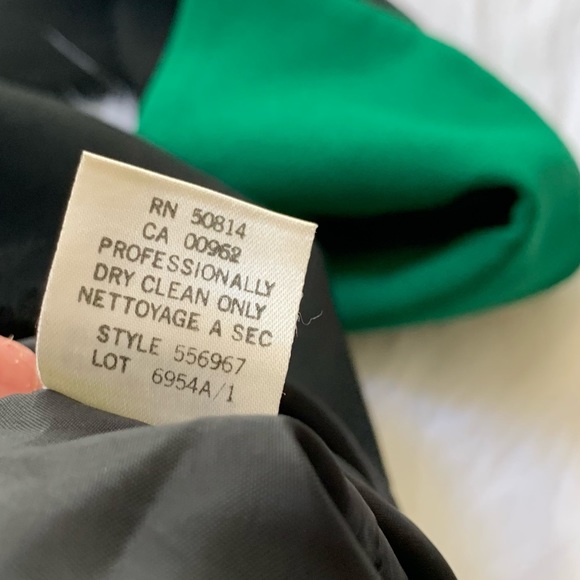 RN 50814
CA 00962
PROFESSIONALLY
DRY CLEAN ONLY
NETTOYAGE A SEC
STYLE 556967
LOT 6954A/1